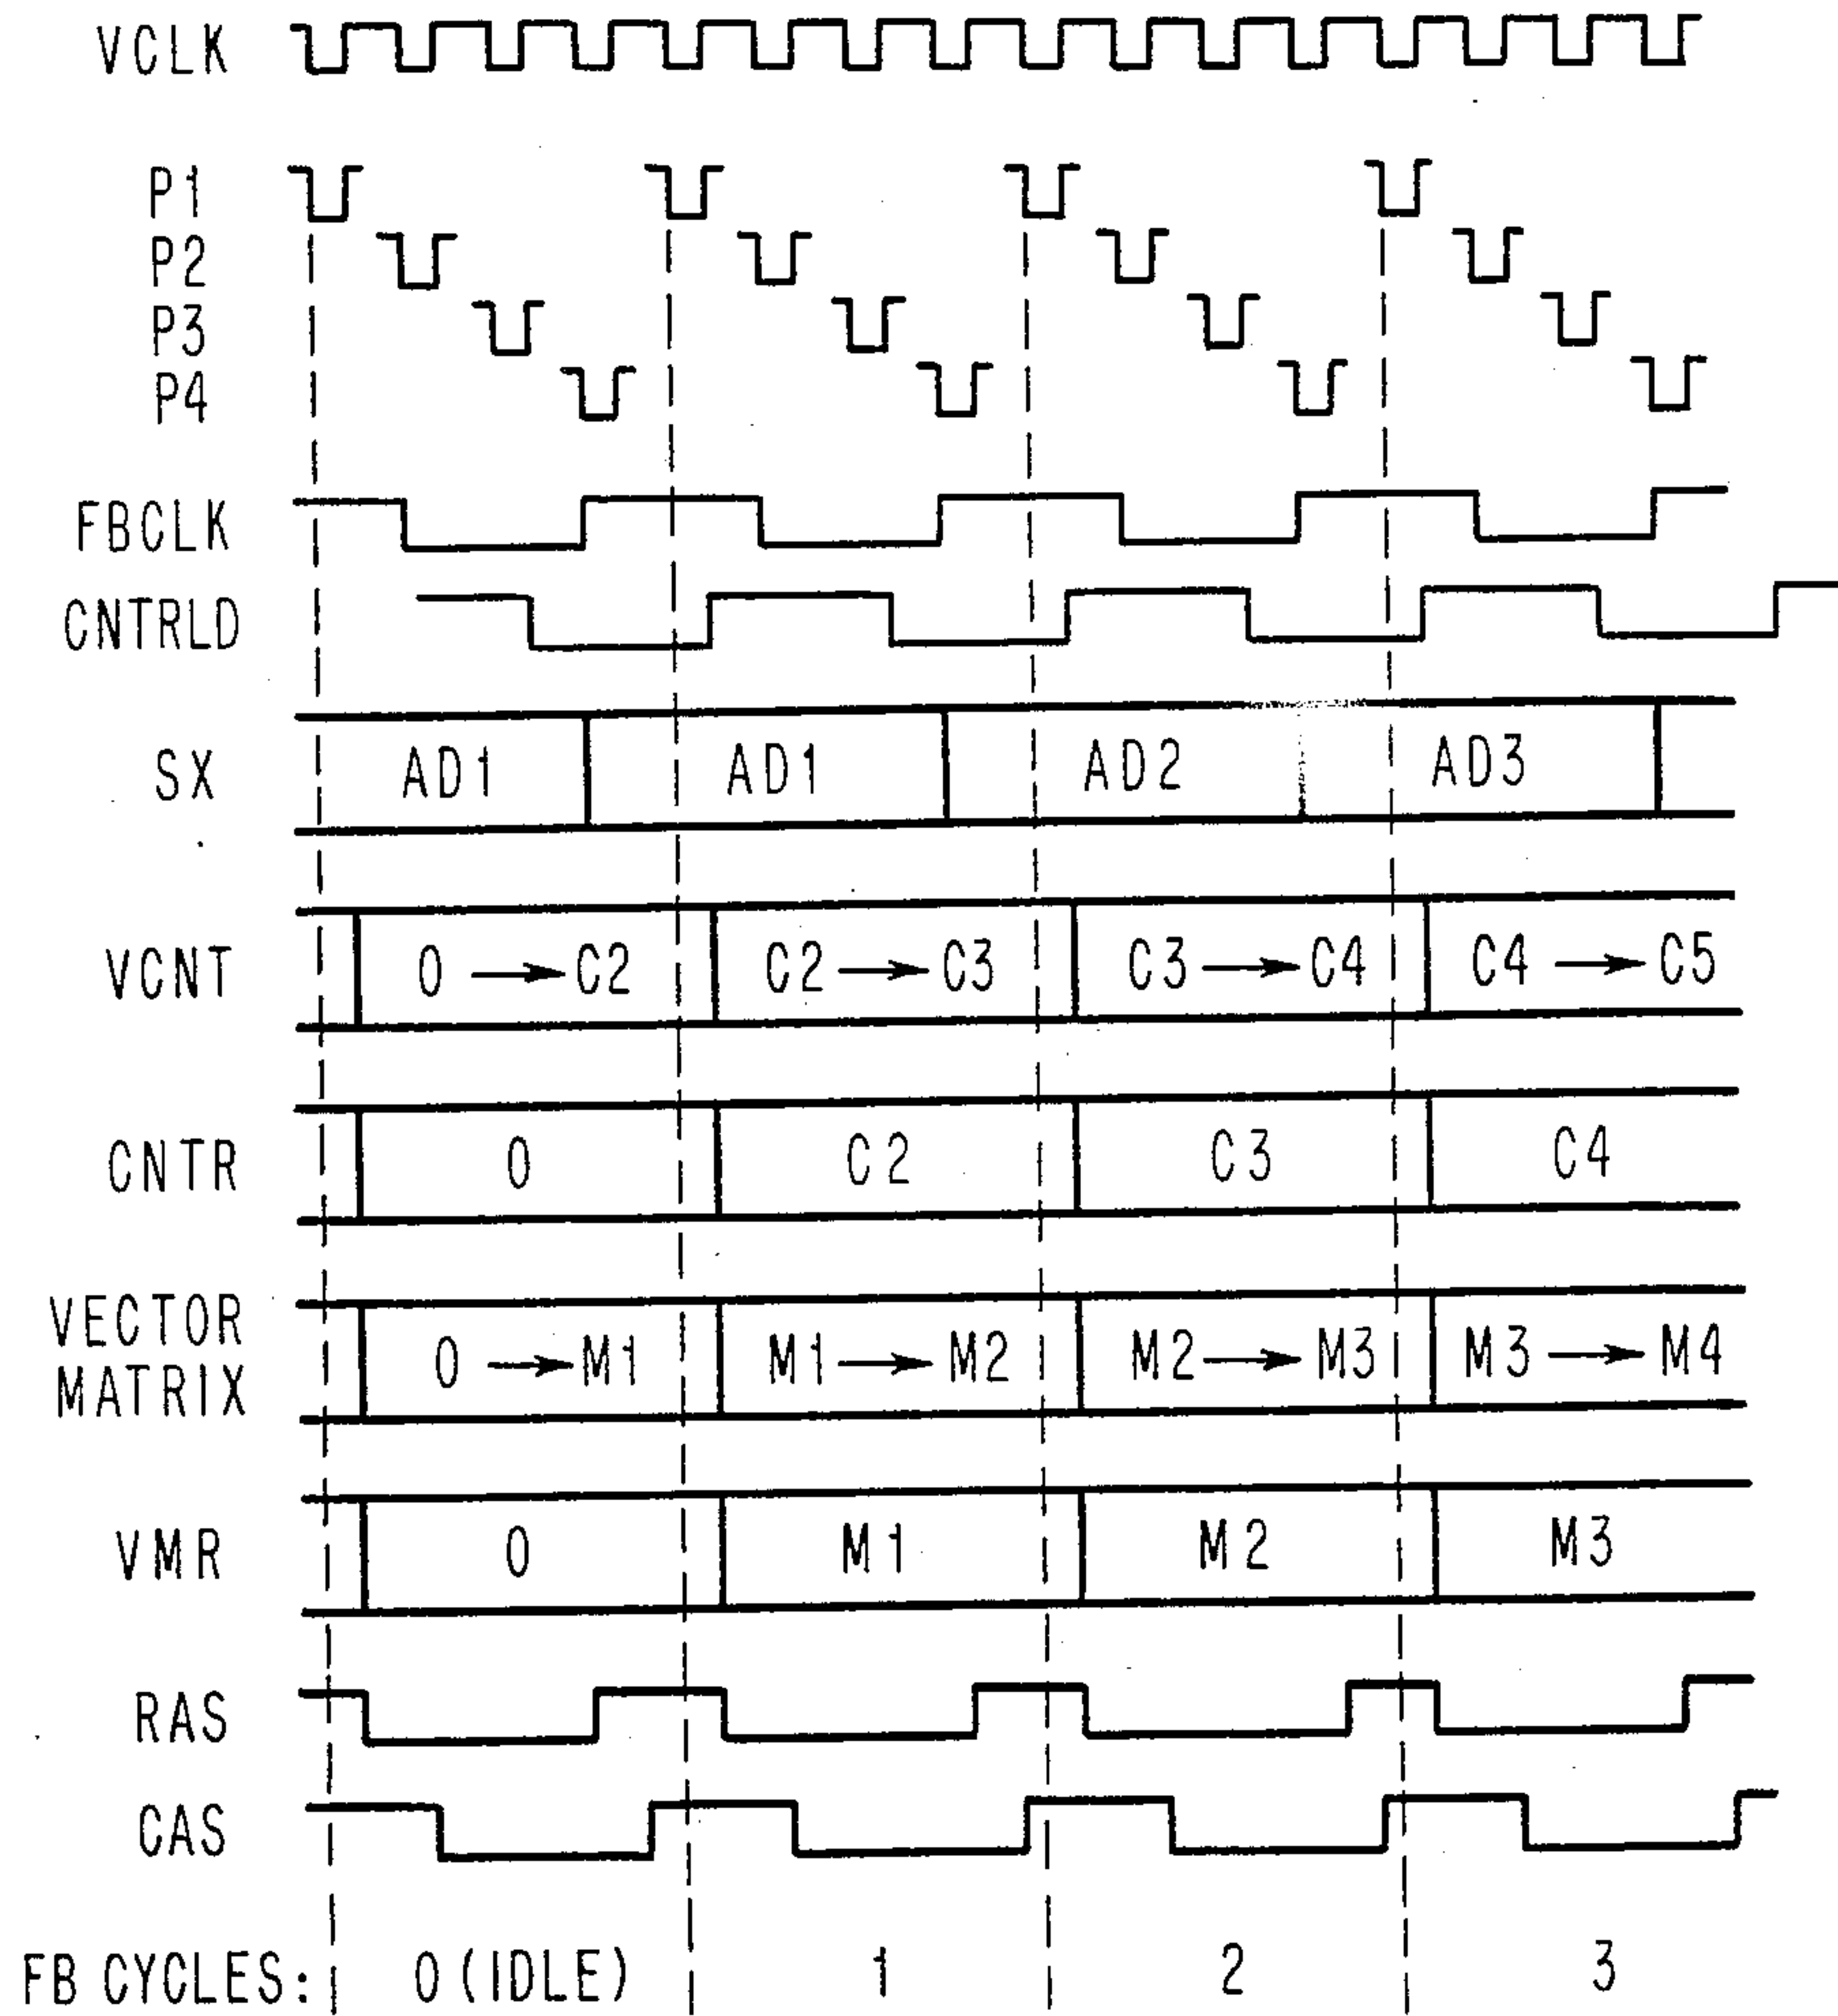 VCLK
P1
P2
P3
P4
FBCLK
CNTRLD
SX AD1 AD1 AD2 AD3
VCNT 0 → C2 C2 → C3 C3 → C4 C4 → C5
CNTR 0 C2 C3 C4
VECTOR
MATRIX 0 → M1 M1 → M2 M2 → M3 M3 → M4
VMR 0 M1 M2 M3
RAS
CAS
FB CYCLES: 0 (IDLE) 1 2 3